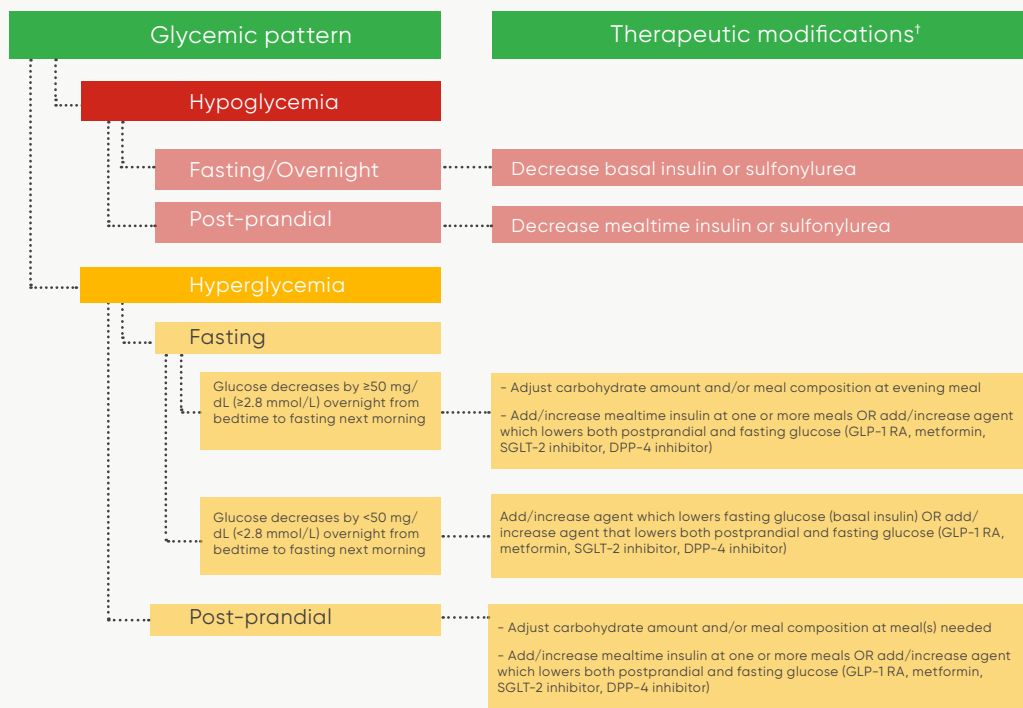 Glycemic pattern
Therapeutic modifications†
Hypoglycemia
Fasting/Overnight
Decrease basal insulin or sulfonylurea
Post-prandial
Decrease mealtime insulin or sulfonylurea
Hyperglycemia
Fasting
Glucose decreases by ≥50 mg/
dL (≥2.8 mmol/L) overnight from
bedtime to fasting next morning
- Adjust carbohydrate amount and/or meal composition at evening meal
- Add/increase mealtime insulin at one or more meals OR add/increase agent
which lowers both postprandial and fasting glucose (GLP-1 RA, metformin,
SGLT-2 inhibitor, DPP-4 inhibitor)
Glucose decreases by <50 mg/
dL (<2.8 mmol/L) overnight from
bedtime to fasting next morning
Add/increase agent which lowers fasting glucose (basal insulin) OR add/
increase agent that lowers both postprandial and fasting glucose (GLP-1 RA,
metformin, SGLT-2 inhibitor, DPP-4 inhibitor)
Post-prandial
- Adjust carbohydrate amount and/or meal composition at meal(s) needed
- Add/increase mealtime insulin at one or more meals OR add/increase agent
which lowers both postprandial and fasting glucose (GLP-1 RA, metformin,
SGLT-2 inhibitor, DPP-4 inhibitor)